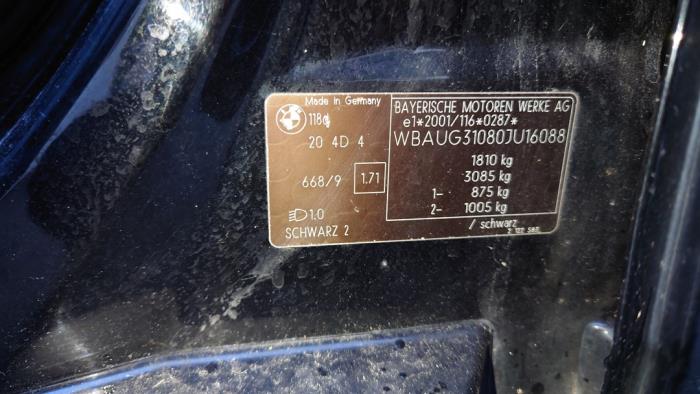 Made in Germany
118d
20 4D 4
668/9 1.71
1.0
SCHWARZ 2
BAYERISCHE MOTOREN WERKE AG
e1*2001/116*0287*
WBAUG31080JU16088
1810 kg
3085 kg
1- 875 kg
2- 1005 kg
/ schwarz